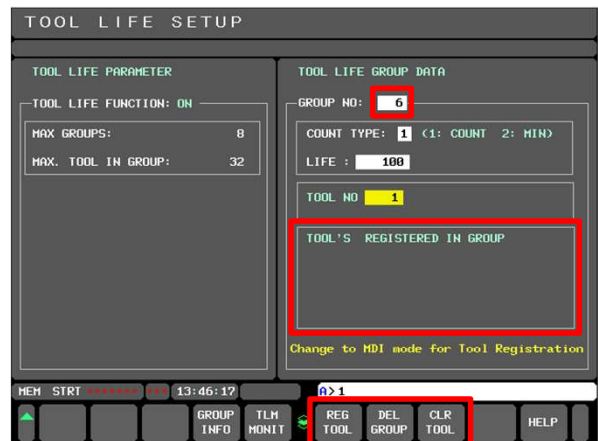 TOOL LIFE SETUP
TOOL LIFE PARAMETER
TOOL LIFE FUNCTION: ON
MAX GROUPS: 8
MAX. TOOL IN GROUP: 32
TOOL LIFE GROUP DATA
GROUP NO: 6
COUNT TYPE: 1 (1: COUNT 2: MIN)
LIFE : 100
TOOL NO 1
TOOL'S REGISTERED IN GROUP
Change to MDI mode for Tool Registration
MEM STRT ******* *** 13:46:17 A>1
GROUP INFO
TLM MONIT
REG TOOL
DEL GROUP
CLR TOOL
HELP